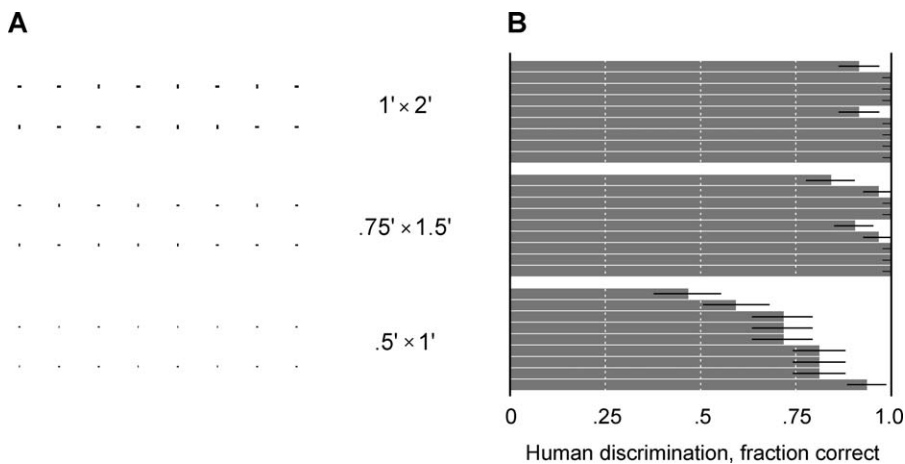 A
B
1' × 2'
.75' × 1.5'
.5' × 1'
0 .25 .5 .75 1.0
Human discrimination, fraction correct